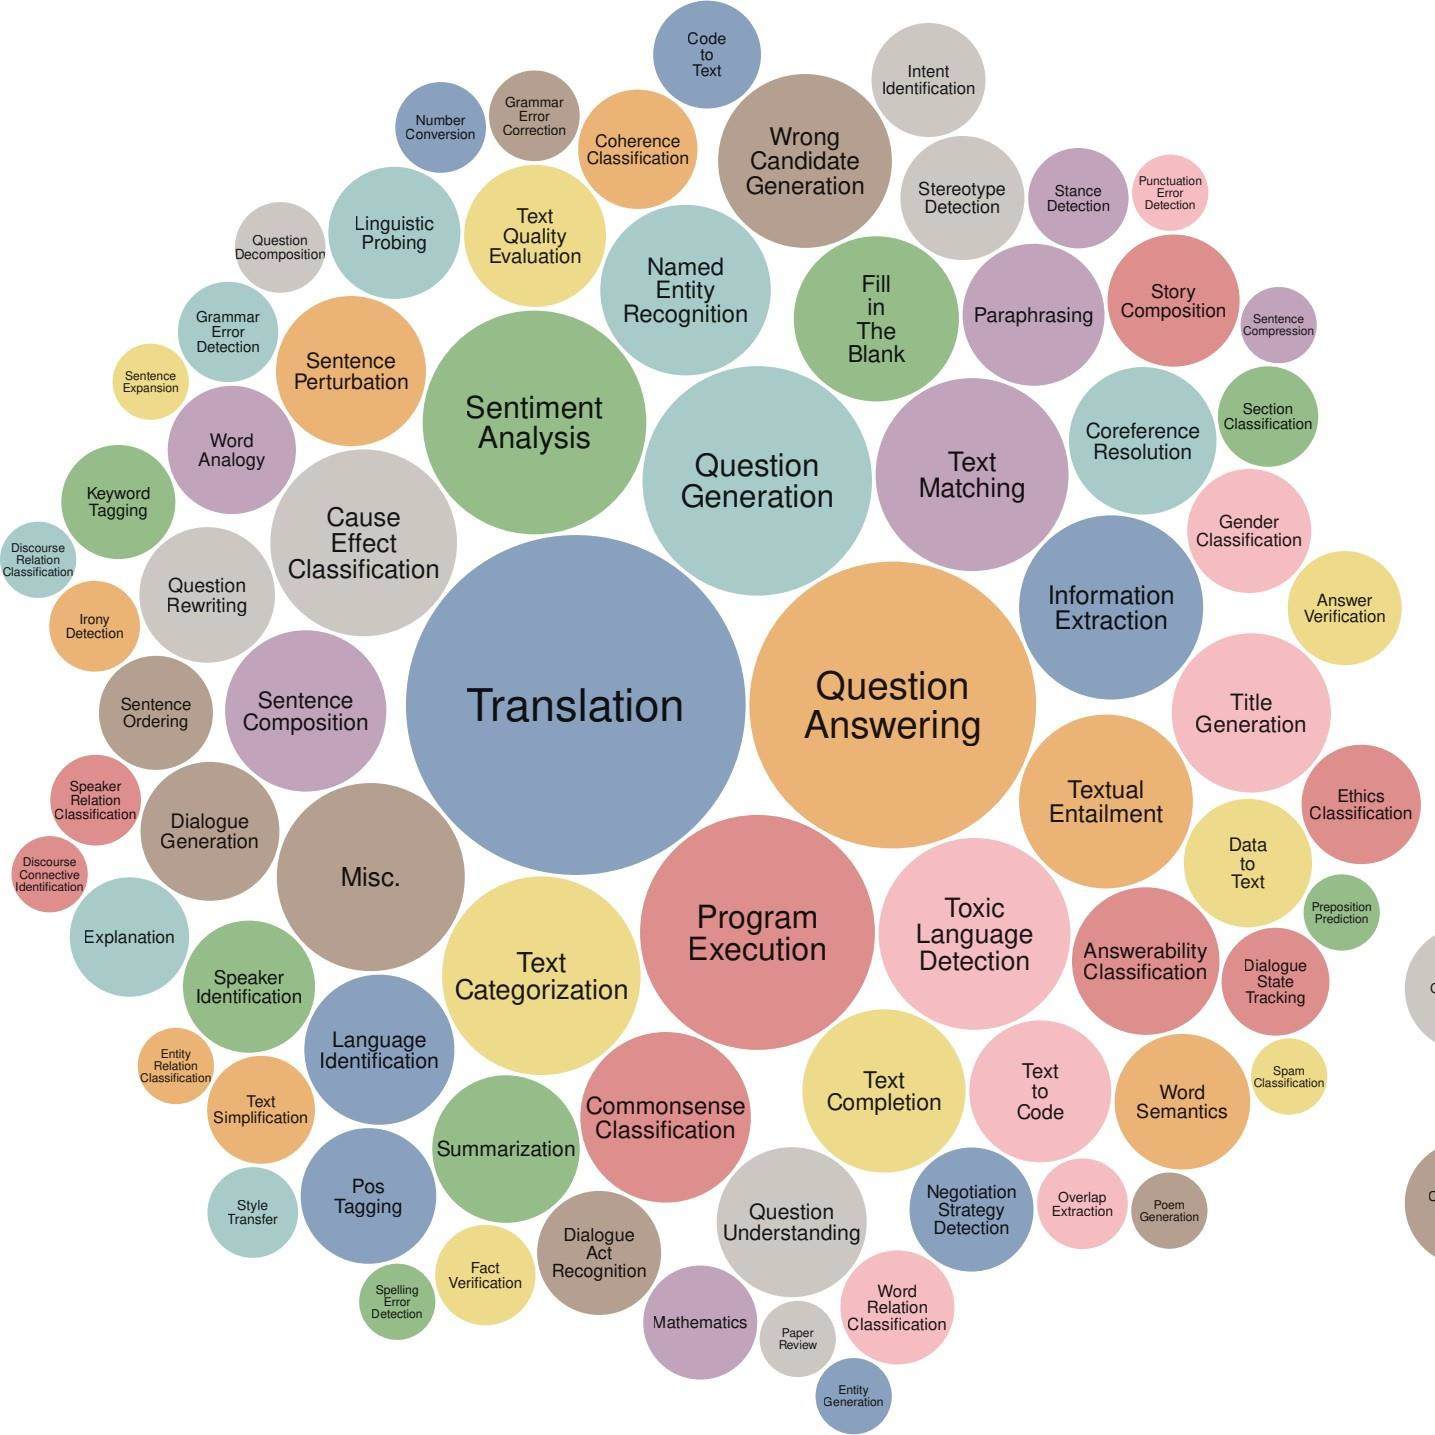 Code
to
Text
Intent
Identification
Number
Conversion
Grammar
Error
Correction
Coherence
Classification
Wrong
Candidate
Generation
Stereotype
Detection
Stance
Detection
Punctuation
Error
Detection
Question
Decomposition
Linguistic
Probing
Text
Quality
Evaluation
Named
Entity
Recognition
Fill
in
The
Blank
Paraphrasing
Story
Composition
Sentence
Compression
Grammar
Error
Detection
Sentence
Expansion
Sentence
Perturbation
Sentiment
Analysis
Question
Generation
Text
Matching
Coreference
Resolution
Section
Classification
Word
Analogy
Keyword
Tagging
Cause
Effect
Classification
Gender
Classification
Discourse
Relation
Classification
Question
Rewriting
Information
Extraction
Answer
Verification
Irony
Detection
Sentence
Ordering
Sentence
Composition
Translation
Question
Answering
Title
Generation
Speaker
Relation
Classification
Dialogue
Generation
Textual
Entailment
Ethics
Classification
Discourse
Connective
Identification
Misc.
Data
to
Text
Preposition
Prediction
Explanation
Speaker
Identification
Text
Categorization
Program
Execution
Toxic
Language
Detection
Answerability
Classification
Dialogue
State
Tracking
Entity
Relation
Classification
Language
Identification
Text
Simplification
Summarization
Commonsense
Classification
Text
Completion
Text
to
Code
Word
Semantics
Spam
Classification
Style
Transfer
Pos
Tagging
Question
Understanding
Negotiation
Strategy
Detection
Overlap
Extraction
Poem
Generation
Spelling
Error
Detection
Fact
Verification
Dialogue
Act
Recognition
Mathematics
Paper
Review
Word
Relation
Classification
Entity
Generation